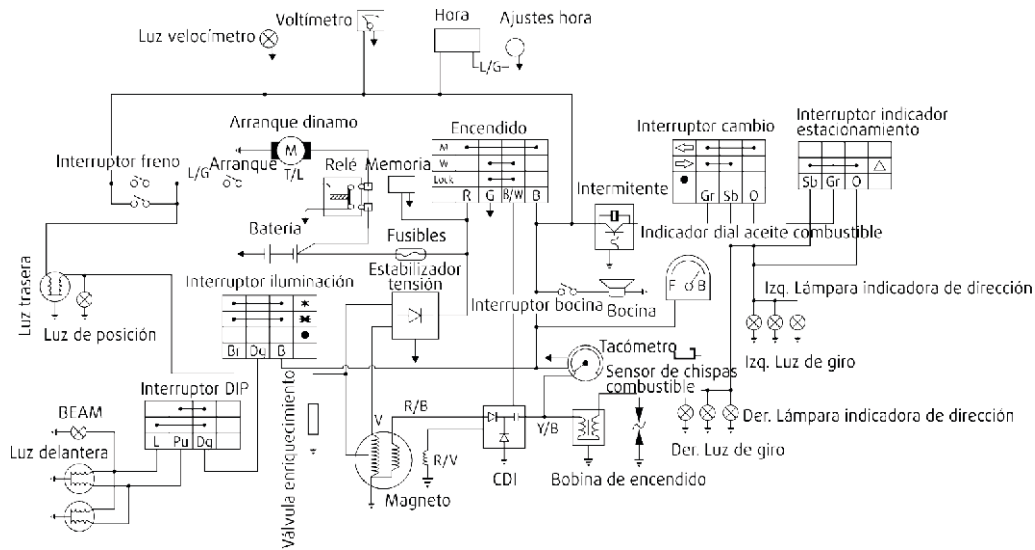 Luz velocímetro
Voltímetro
Hora
Ajustes hora
L/G
Arranque dinamo
M
T/L
Interruptor freno
L/G
Arranque
Relé
Memoria
Encendido
M
W
Lock
R G B/W B
Interruptor cambio
Gr Sb O
Interruptor indicador
estacionamiento
Sb Gr O
Intermitente
Indicador dial aceite combustible
F B
Batería
Fusibles
Estabilizador
tensión
Interruptor iluminación
Br Dg B
Luz trasera
Luz de posición
Interruptor bocina
Bocina
Izq. Lámpara indicadora de dirección
Izq. Luz de giro
Tacómetro
Sensor de chispas
combustible
Interruptor DIP
L Pu Dg
BEAM
Luz delantera
Válvula enriquecimiento
V
R/B
R/V
Magneto
CDI
Y/B
Bobina de encendido
Der. Lámpara indicadora de dirección
Der. Luz de giro